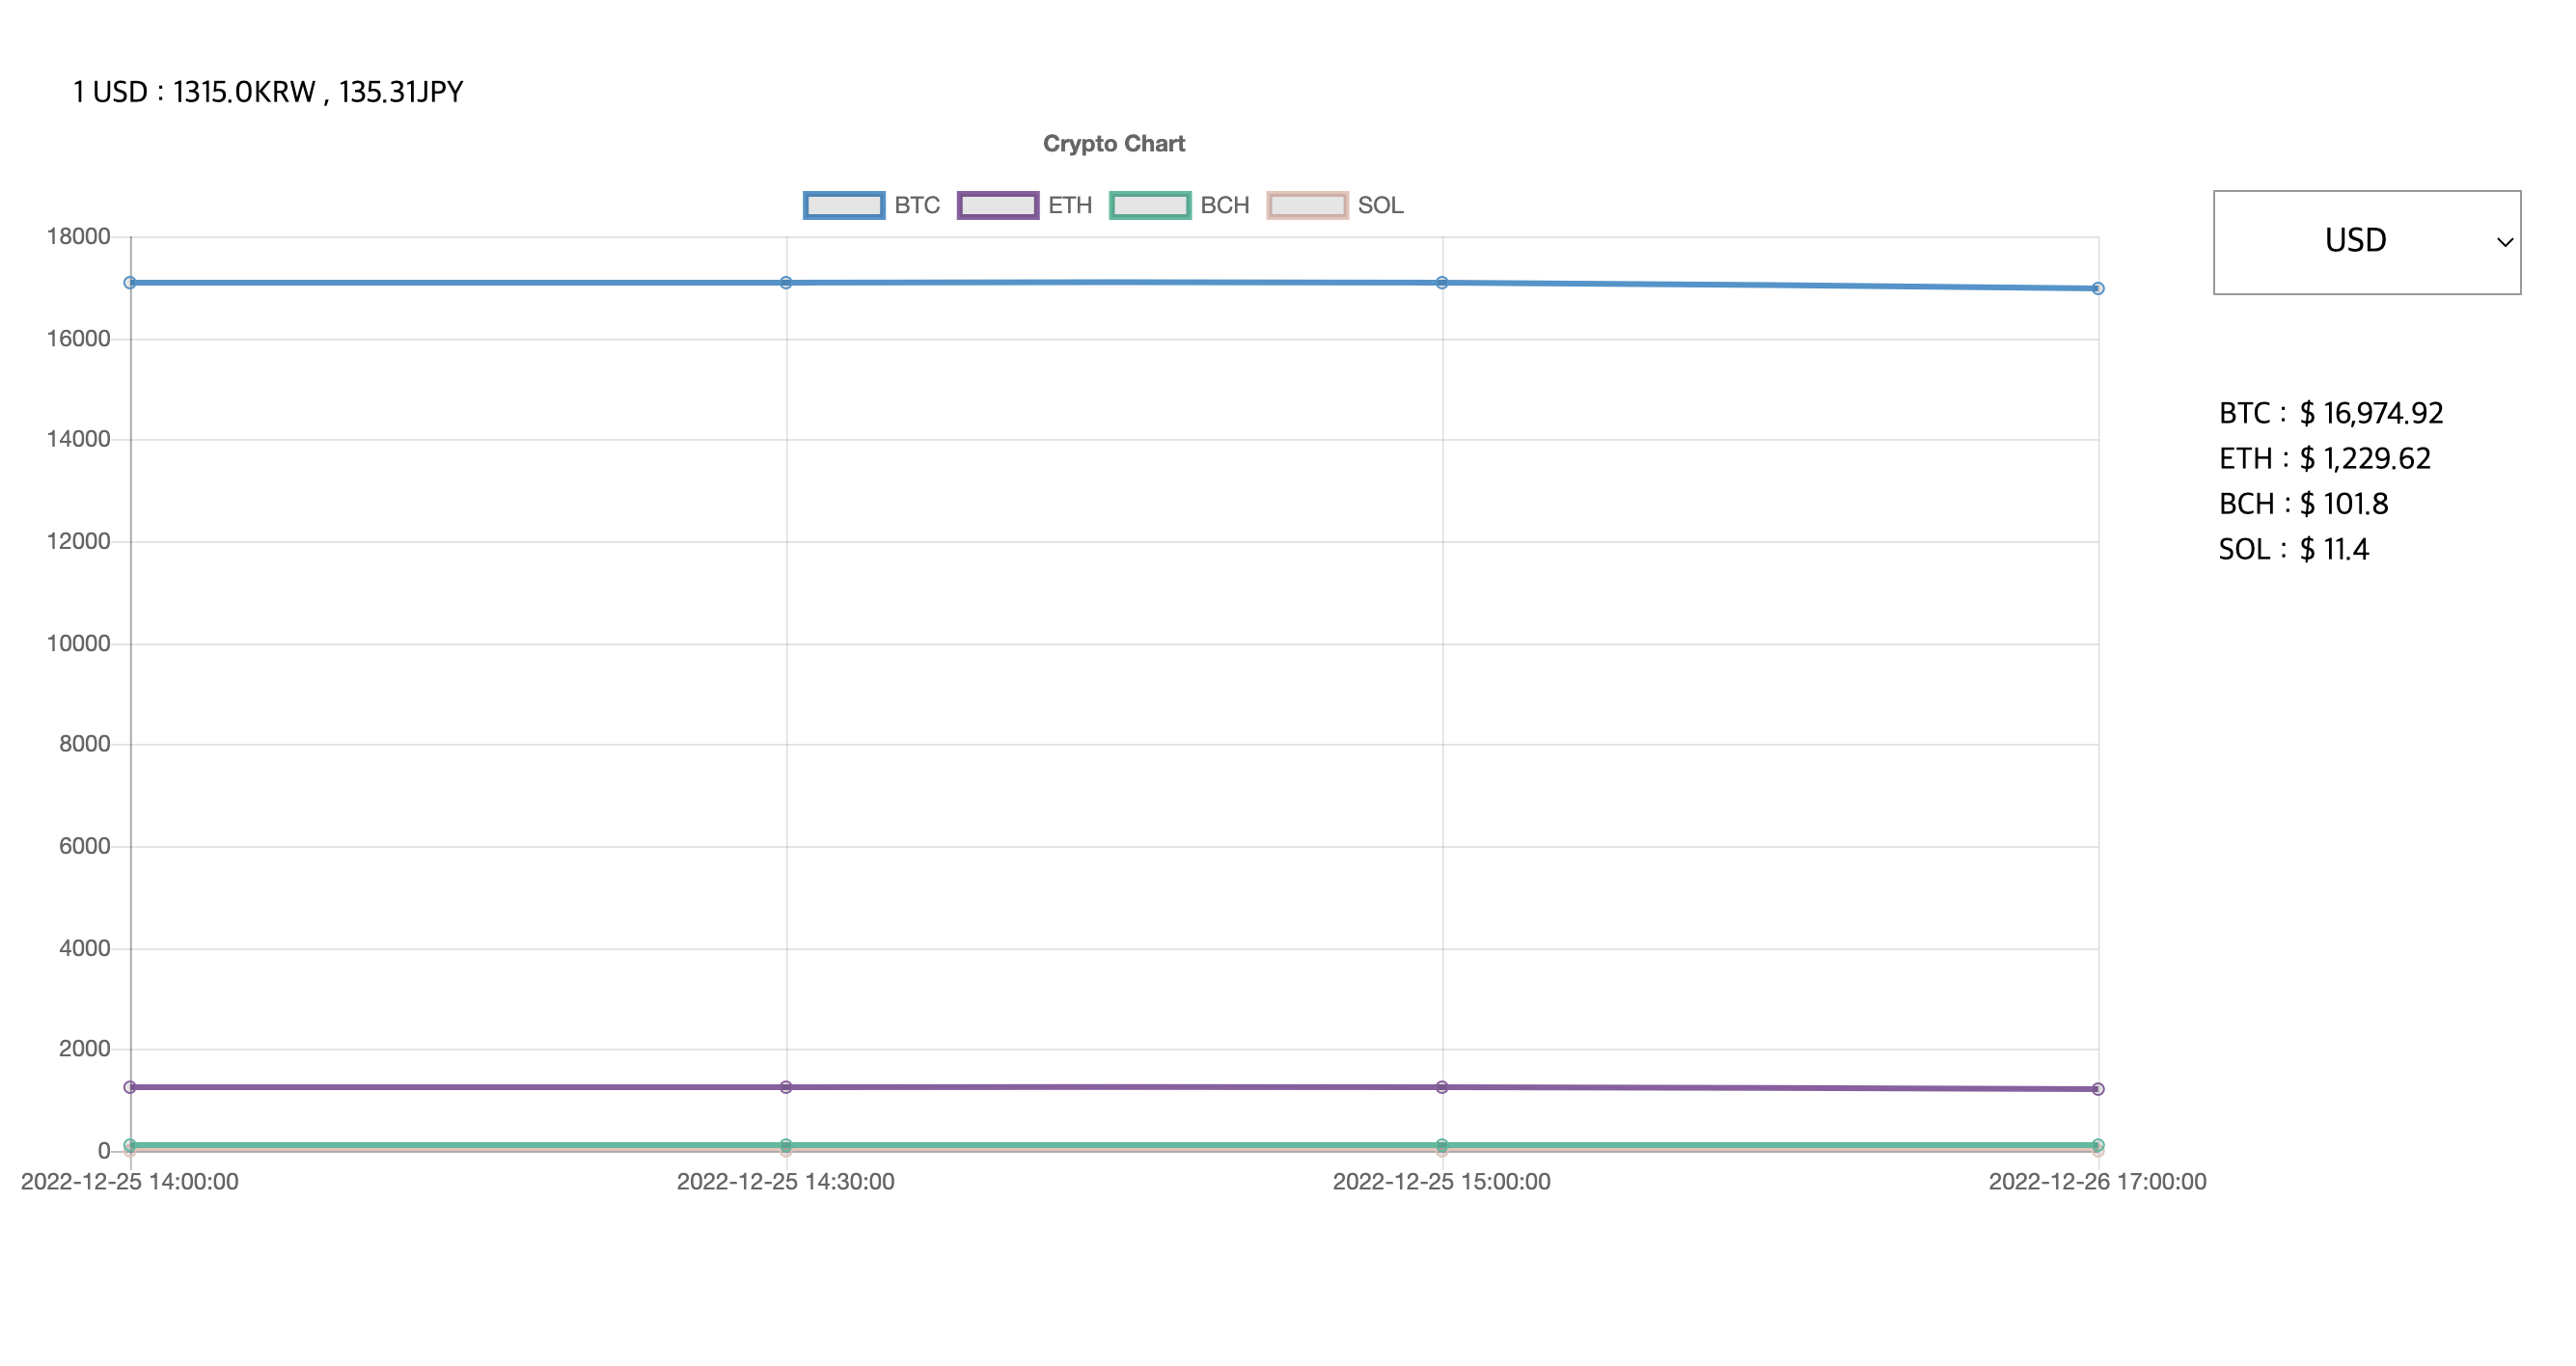 1 USD : 1315.0KRW , 135.31JPY
Crypto Chart
BTC ETH BCH SOL
USD
18000
16000
14000
12000
10000
8000
6000
4000
2000
0
2022-12-25 14:00:00 2022-12-25 14:30:00 2022-12-25 15:00:00 2022-12-26 17:00:00
BTC : $ 16,974.92
ETH : $ 1,229.62
BCH : $ 101.8
SOL : $ 11.4